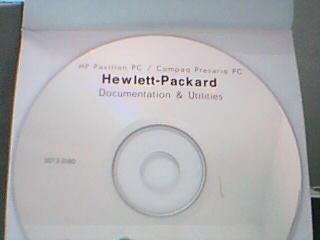 HP Pavilion PC / Compaq Presario PC
Hewlett-Packard
Documentation & Utilities